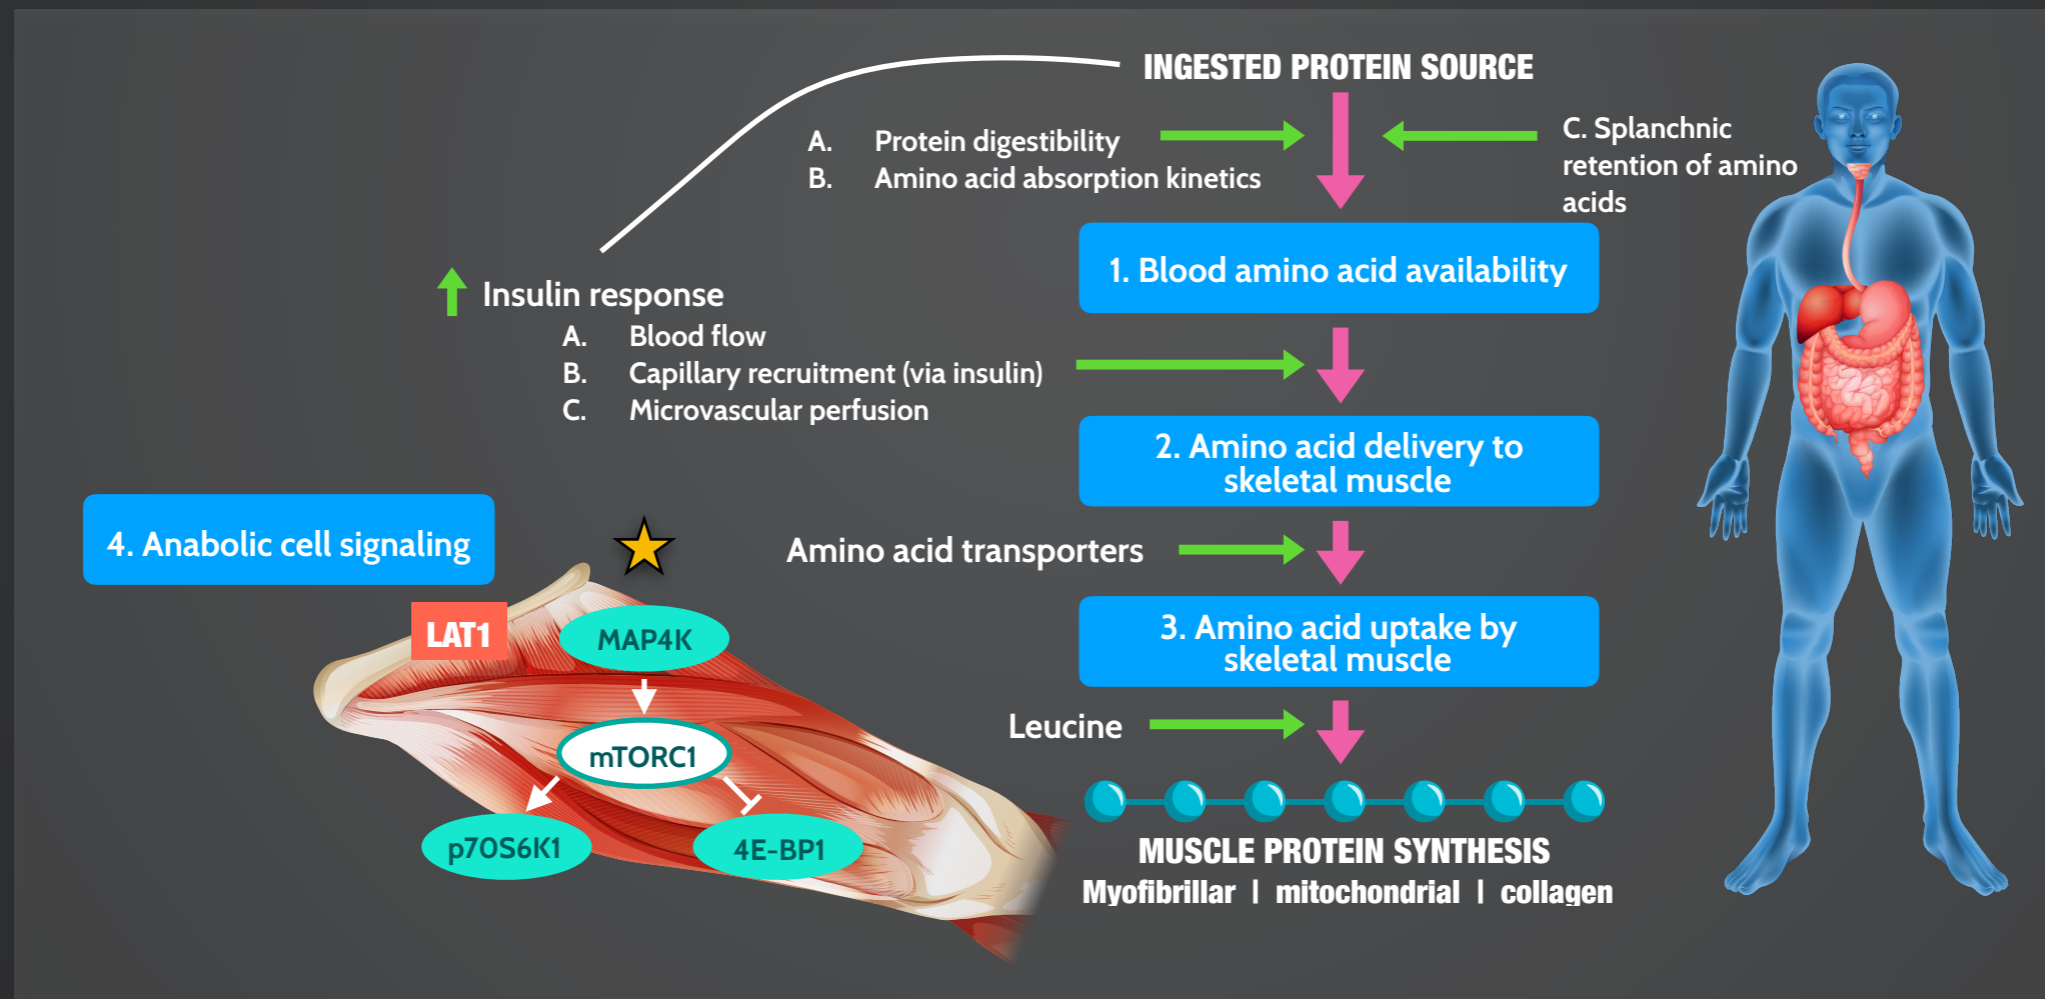 INGESTED PROTEIN SOURCE
A. Protein digestibility
B. Amino acid absorption kinetics
C. Splanchnic
retention of amino
acids
1. Blood amino acid availability
Insulin response
A. Blood flow
B. Capillary recruitment (via insulin)
C. Microvascular perfusion
2. Amino acid delivery to
skeletal muscle
Amino acid transporters
3. Amino acid uptake by
skeletal muscle
Leucine
MUSCLE PROTEIN SYNTHESIS
Myofibrillar | mitochondrial | collagen
4. Anabolic cell signaling
LAT1
MAP4K
mTORC1
p70S6K1
4E-BP1